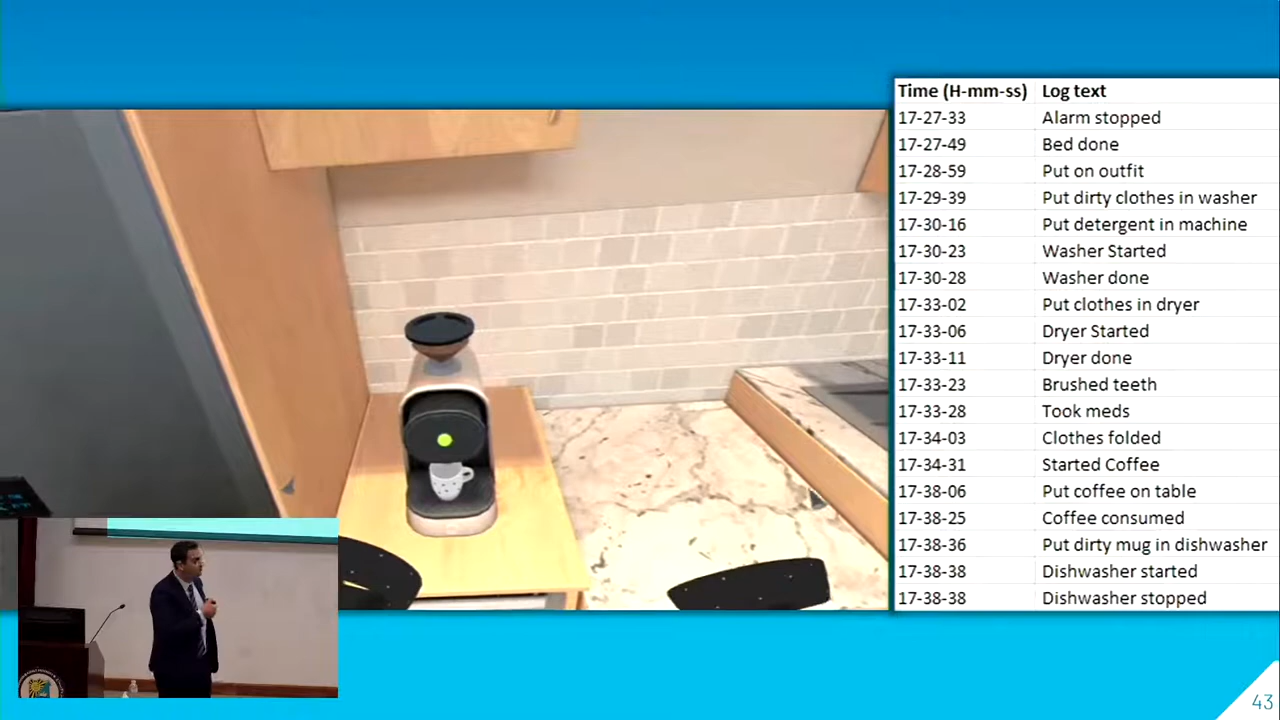 Time (H-mm-ss) Log text
17-27-33 Alarm stopped
17-27-49 Bed done
17-28-59 Put on outfit
17-29-39 Put dirty clothes in washer
17-30-16 Put detergent in machine
17-30-23 Washer Started
17-30-28 Washer done
17-33-02 Put clothes in dryer
17-33-06 Dryer Started
17-33-11 Dryer done
17-33-23 Brushed teeth
17-33-28 Took meds
17-34-03 Clothes folded
17-34-31 Started Coffee
17-38-06 Put coffee on table
17-38-25 Coffee consumed
17-38-36 Put dirty mug in dishwasher
17-38-38 Dishwasher started
17-38-38 Dishwasher stopped
43